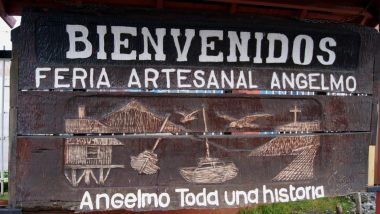 BIENVENIDOS
FERIA ARTESANAL ANGELMO
Angelmo Toda una historia